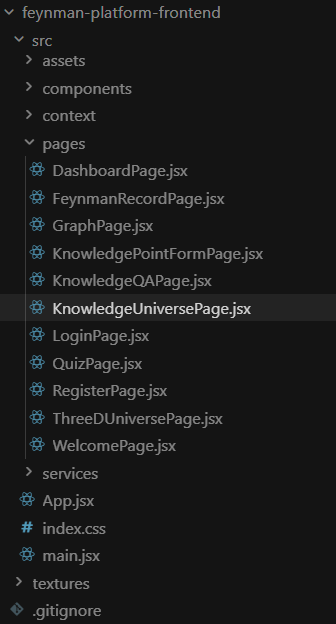 feynman-platform-frontend
src
assets
components
context
pages
DashboardPage.jsx
FeynmanRecordPage.jsx
GraphPage.jsx
KnowledgePointFormPage.jsx
KnowledgeQAPage.jsx
KnowledgeUniversePage.jsx
LoginPage.jsx
QuizPage.jsx
RegisterPage.jsx
ThreeDUniversePage.jsx
WelcomePage.jsx
services
App.jsx
# index.css
main.jsx
textures
.gitignore